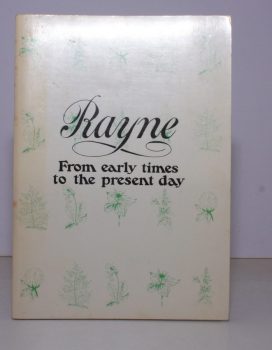 Rayne
From early times
to the present day